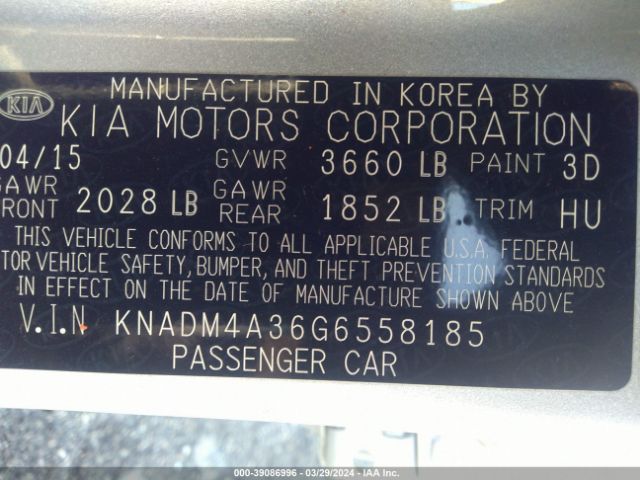 KIA MANUFACTURED IN KOREA BY
KIA MOTORS CORPORATION
04/15 GVWR 3660 LB PAINT 3D
GAWR FRONT 2028 LB GAWR REAR 1852 LB TRIM HU
THIS VEHICLE CONFORMS TO ALL APPLICABLE U.S.A. FEDERAL
TOR VEHICLE SAFETY, BUMPER, AND THEFT PREVENTION STANDARDS
IN EFFECT ON THE DATE OF MANUFACTURE SHOWN ABOVE
V.I.N. KNADM4A36G6558185
PASSENGER CAR
000-39086996 - 03/29/2024 - IAA Inc.